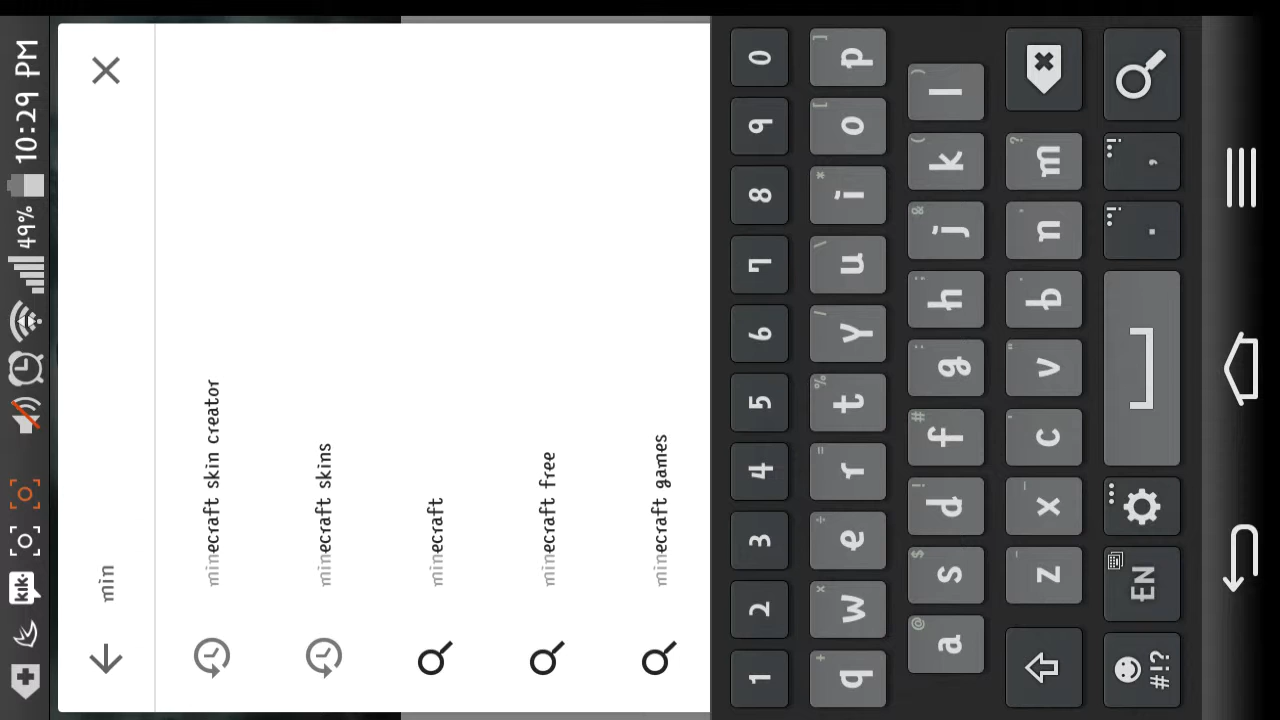 kik
49% 10:29 PM
min
minecraft skin creator
minecraft skins
minecraft
minecraft free
minecraft games
1 2 3 4 5 6 7 8 9 0
q w e r t y u i o p
a s d f g h j k l
z x c v b n m
#!? EN . ,